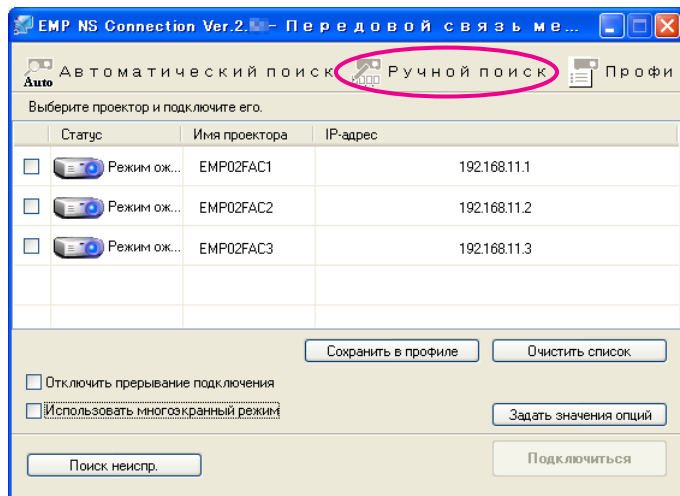 EMP NS Connection Ver.2. - Передовой связь ме...
Auto Автоматический поиск Ручной поиск Профи
Выберите проектор и подключите его.
Статус Имя проектора IP-адрес
Режим ож... EMP02FAC1 192.168.11.1
Режим ож... EMP02FAC2 192.168.11.2
Режим ож... EMP02FAC3 192.168.11.3
Сохранить в профиле Очистить список
Отключить прерывание подключения
Использовать многоэкранный режим Задать значения опций
Поиск неиспр. Подключиться